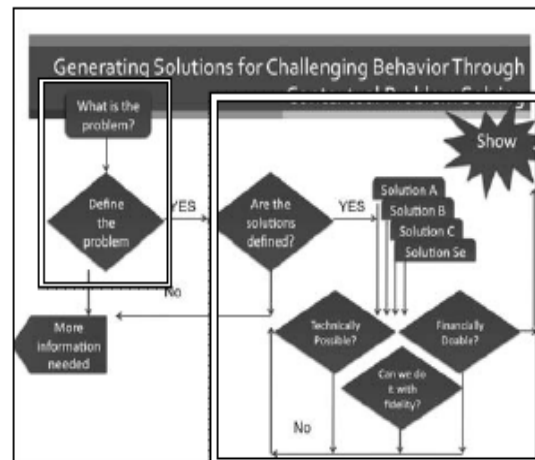 Generating Solutions for Challenging Behavior Through
What is the
problem?
Show
Define
the
problem
YES
Are the
solutions
defined?
YES
Solution A
Solution B
Solution C
Solution Se
No
More
information
needed
Technically
Possible?
Financially
Doable?
Can we do
it with
fidelity?
No